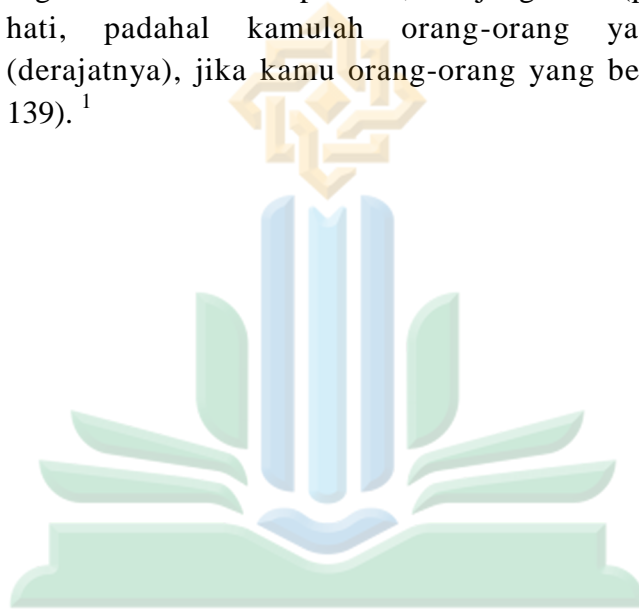 hati, padahal kamulah orang-orang ya
(derajatnya), jika kamu orang-orang yang be
139). 1